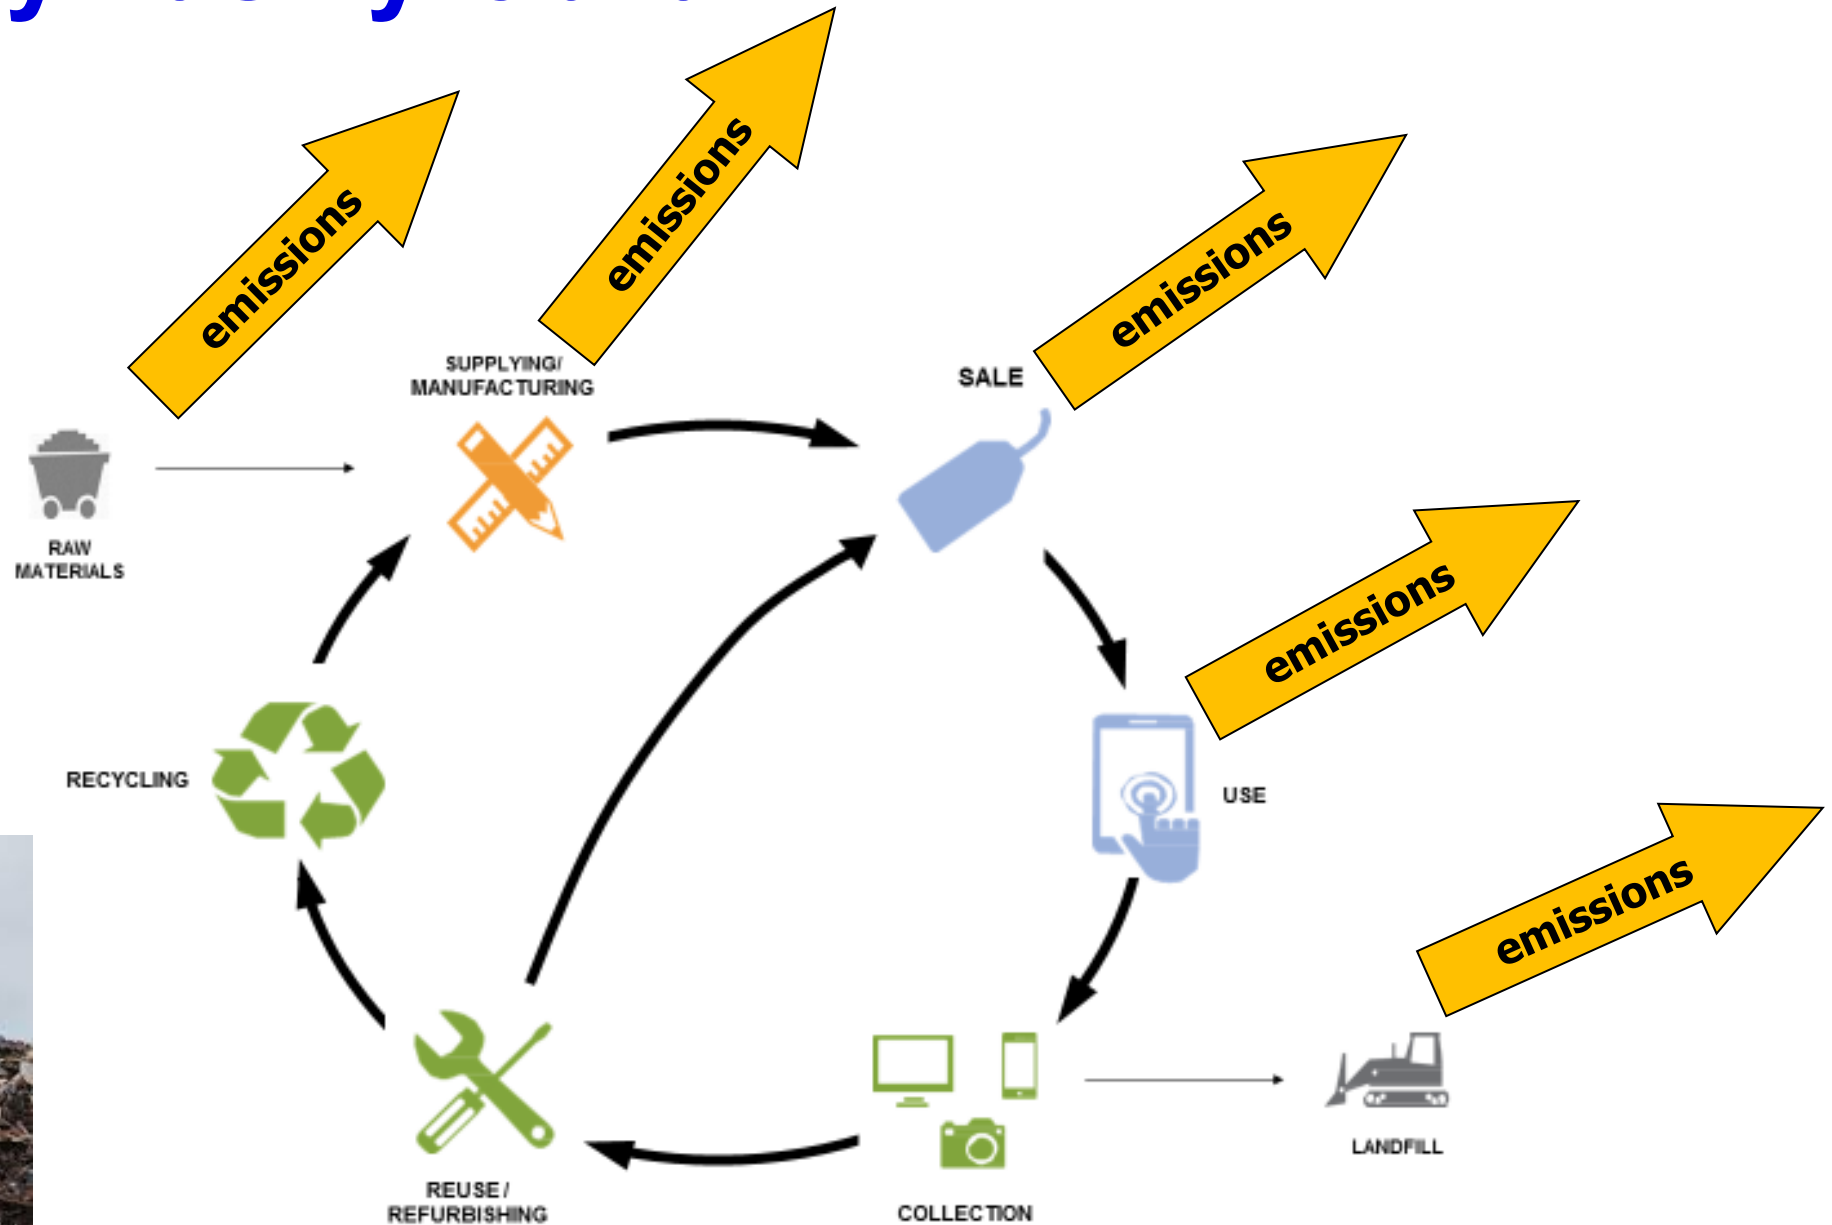 emissions
emissions
emissions
SUPPLYING/
MANUFACTURING
SALE
RAW
MATERIALS
emissions
RECYCLING
USE
emissions
LANDFILL
REUSE/
REFURBISHING
COLLECTION